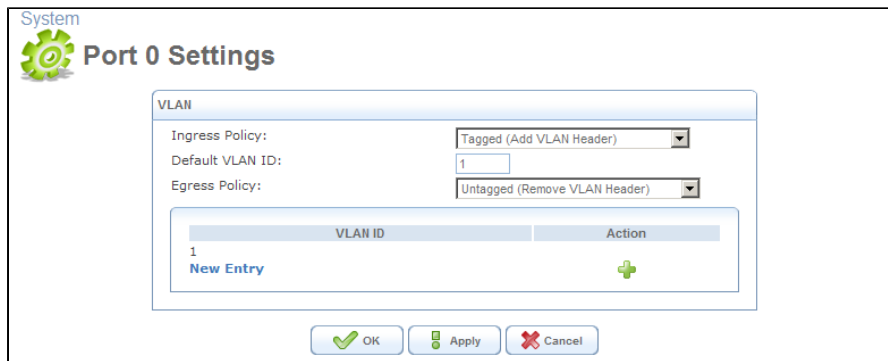 System
Port 0 Settings
VLAN
Ingress Policy: Tagged (Add VLAN Header)
Default VLAN ID: 1
Egress Policy: Untagged (Remove VLAN Header)
VLAN ID Action
1
New Entry
OK Apply Cancel